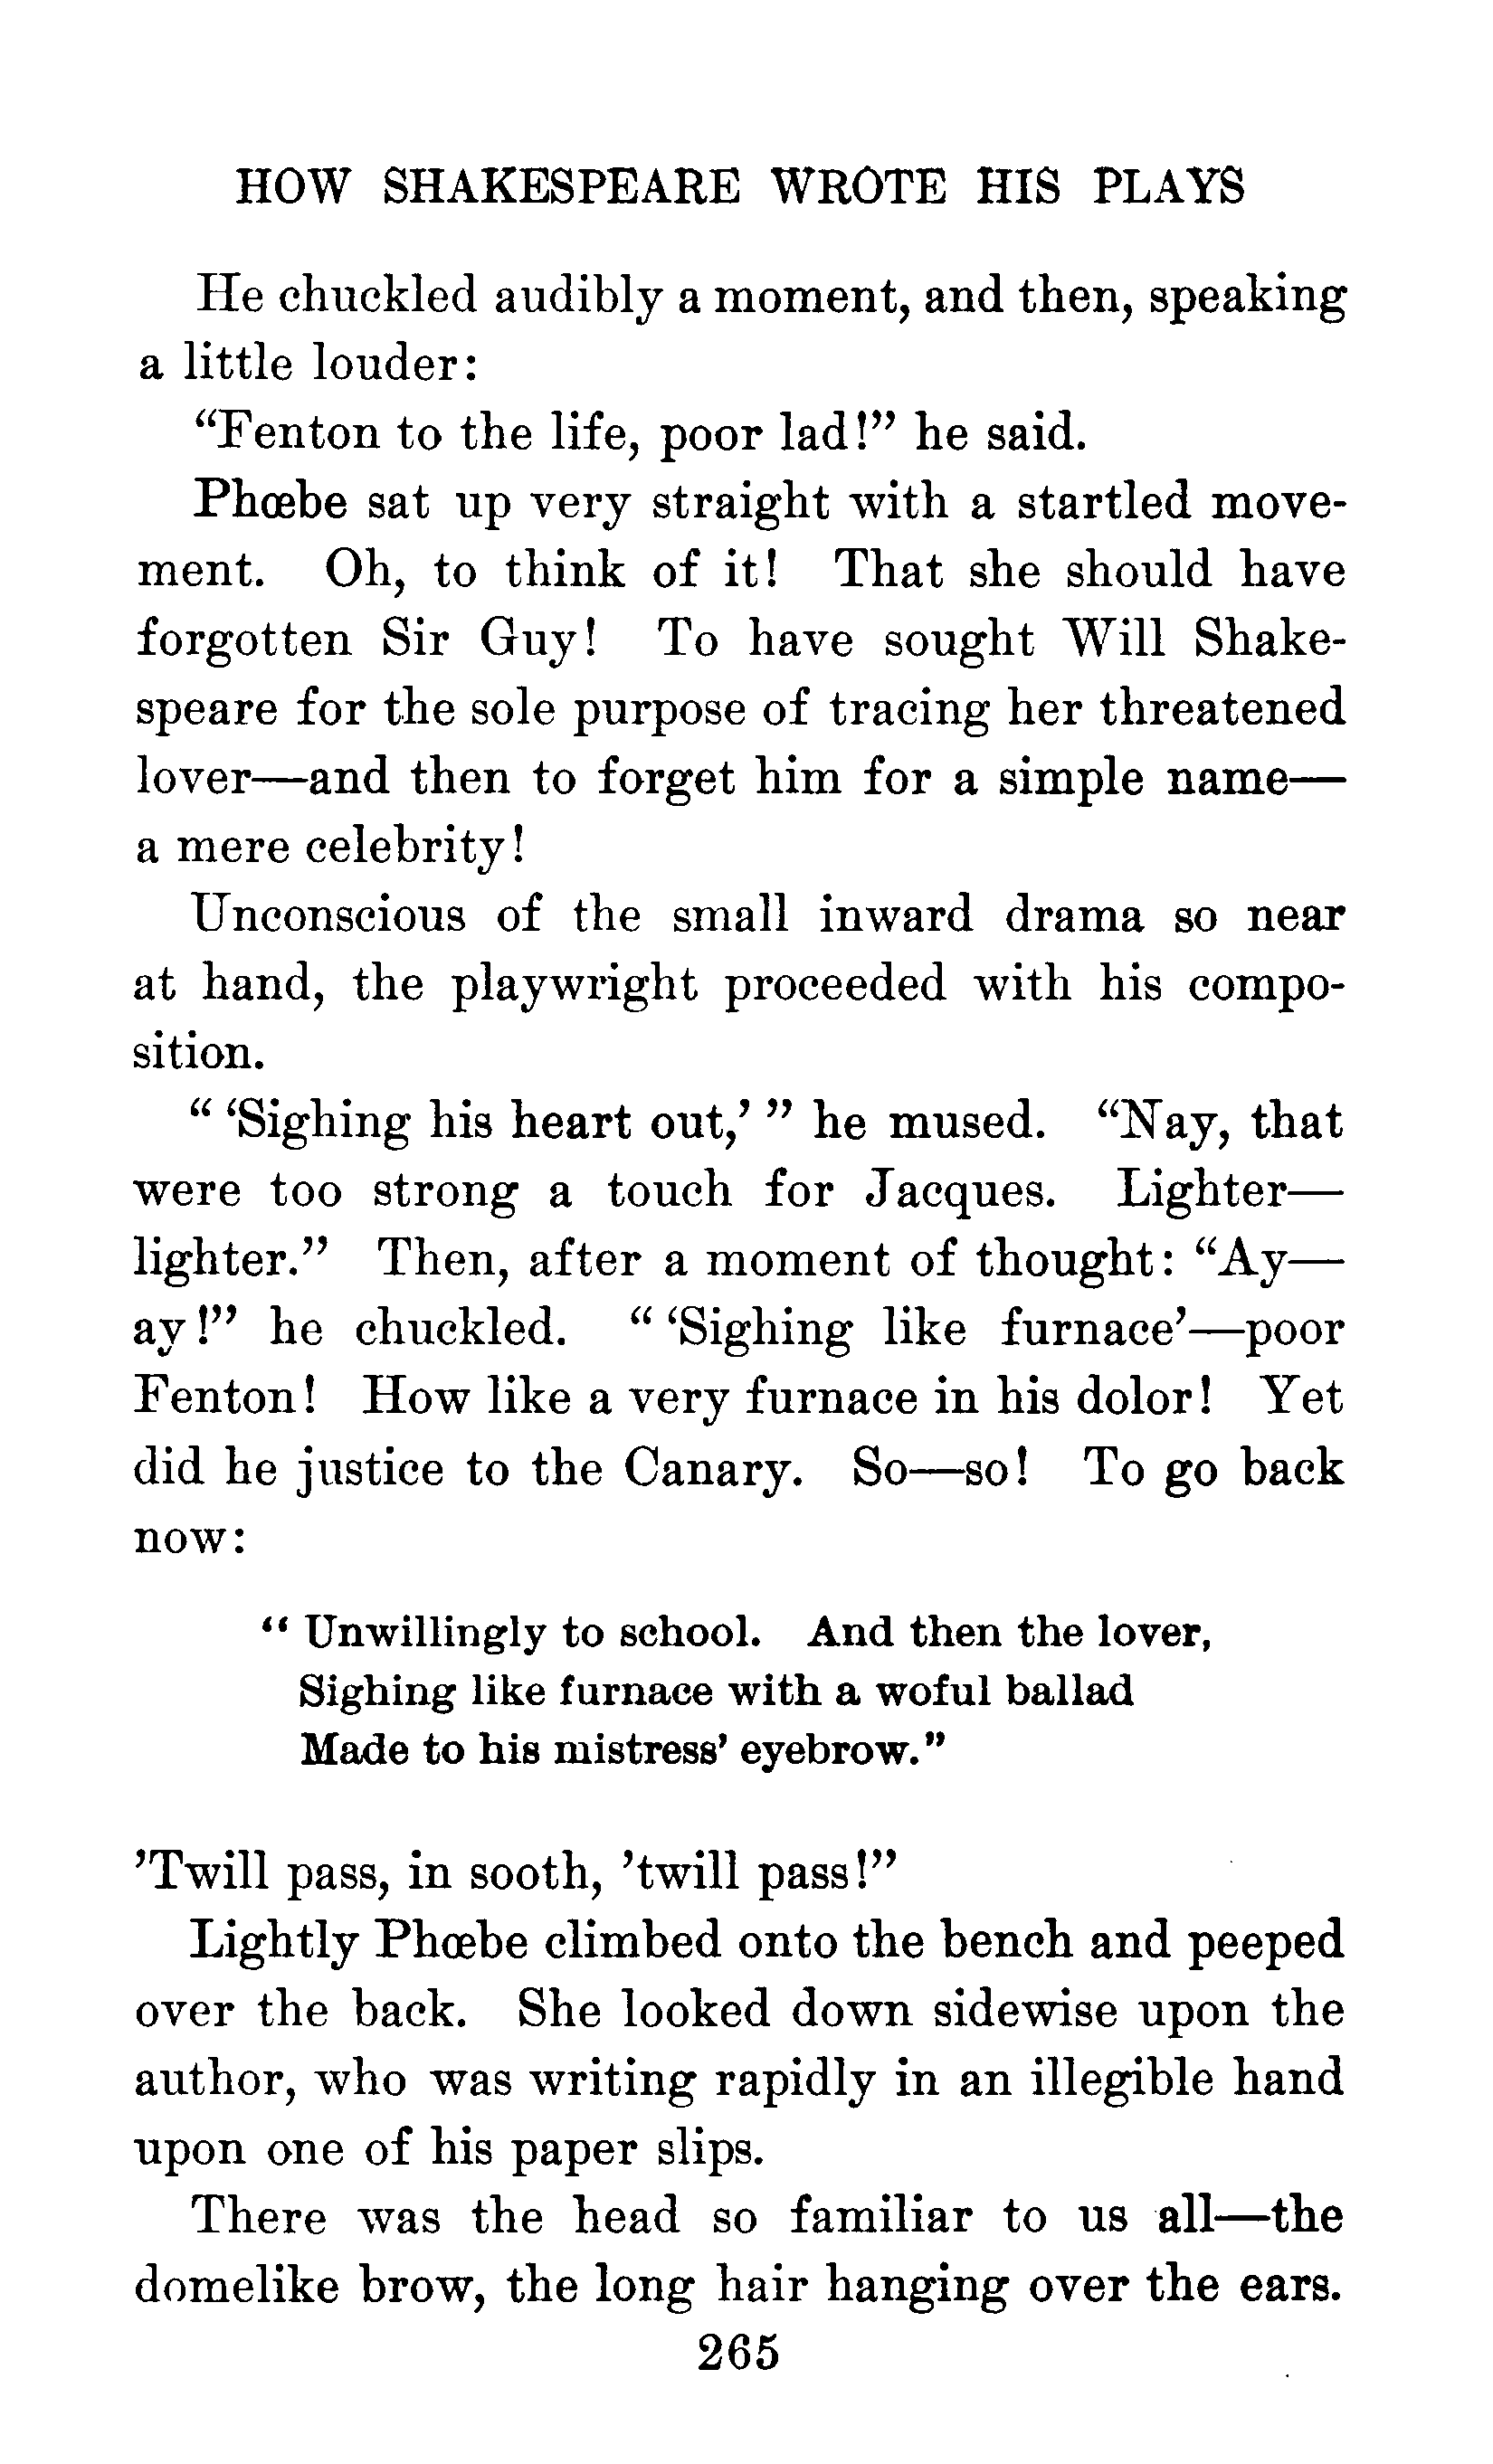 HOW SHAKESPEARE WROTE HIS PLAYS
He chuckled audibly a moment, and then, speaking
a little louder:
“Fenton to the life, poor lad!” he said.
Phœbe sat up very straight with a startled move-
ment. Oh, to think of it! That she should have
forgotten Sir Guy! To have sought Will Shake-
speare for the sole purpose of tracing her threatened
lover—and then to forget him for a simple name—
a mere celebrity!
Unconscious of the small inward drama so near
at hand, the playwright proceeded with his compo-
sition.
“ ‘Sighing his heart out,’ ” he mused. “Nay, that
were too strong a touch for Jacques. Lighter—
lighter.” Then, after a moment of thought: “Ay—
ay!” he chuckled. “ ‘Sighing like furnace’—poor
Fenton! How like a very furnace in his dolor! Yet
did he justice to the Canary. So—so! To go back
now:
“ Unwillingly to school. And then the lover,
Sighing like furnace with a woful ballad
Made to his mistress’ eyebrow.”
’Twill pass, in sooth, ’twill pass!”
Lightly Phœbe climbed onto the bench and peeped
over the back. She looked down sidewise upon the
author, who was writing rapidly in an illegible hand
upon one of his paper slips.
There was the head so familiar to us all—the
domelike brow, the long hair hanging over the ears.
265